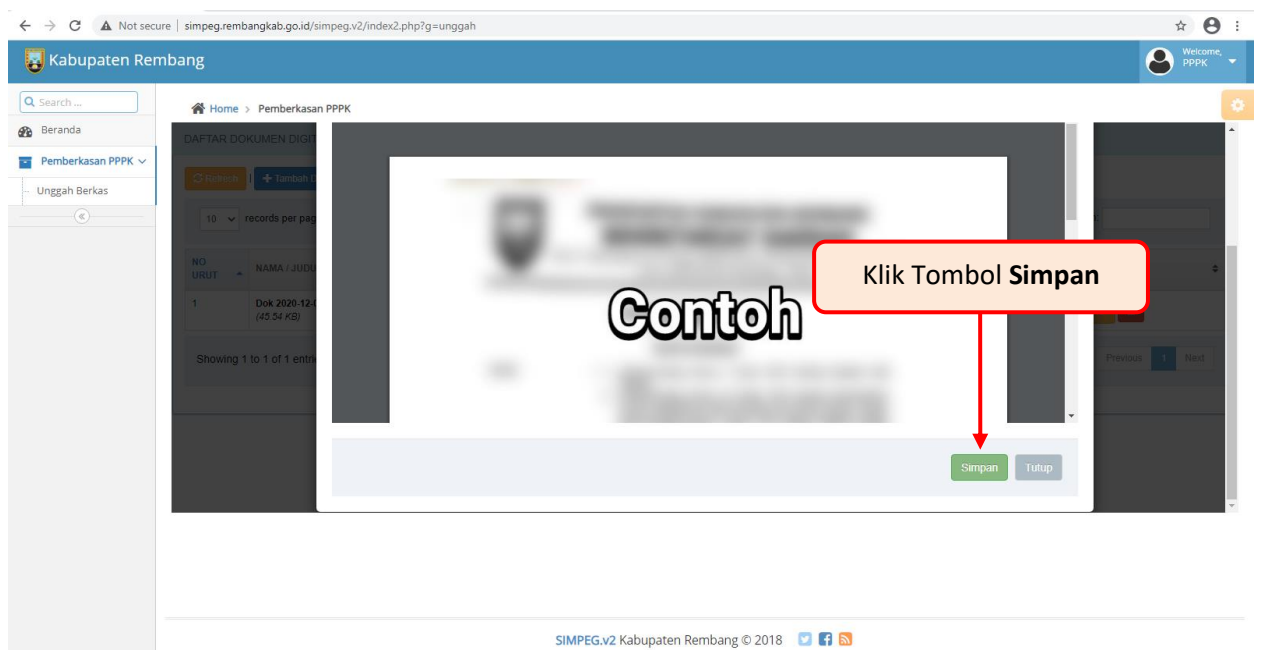 Not secure | simpeg.rembangkab.go.id/simpeg.v2/index2.php?g=unggah
Kabupaten Rembang
Welcome,
PPPK
Search ...
Home > Pemberkasan PPPK
Beranda
DAFTAR DOKUMEN DIGIT
Pemberkasan PPPK
Refresh | + Tambah D
Unggah Berkas
10 records per pag
NO
URUT
NAMA / JUDU
Klik Tombol Simpan
1
Dok 2020-12-0
(45.54 KB)
Contoh
Showing 1 to 1 of 1 entri
Previous 1 Next
Simpan Tutup
SIMPEG.v2 Kabupaten Rembang © 2018